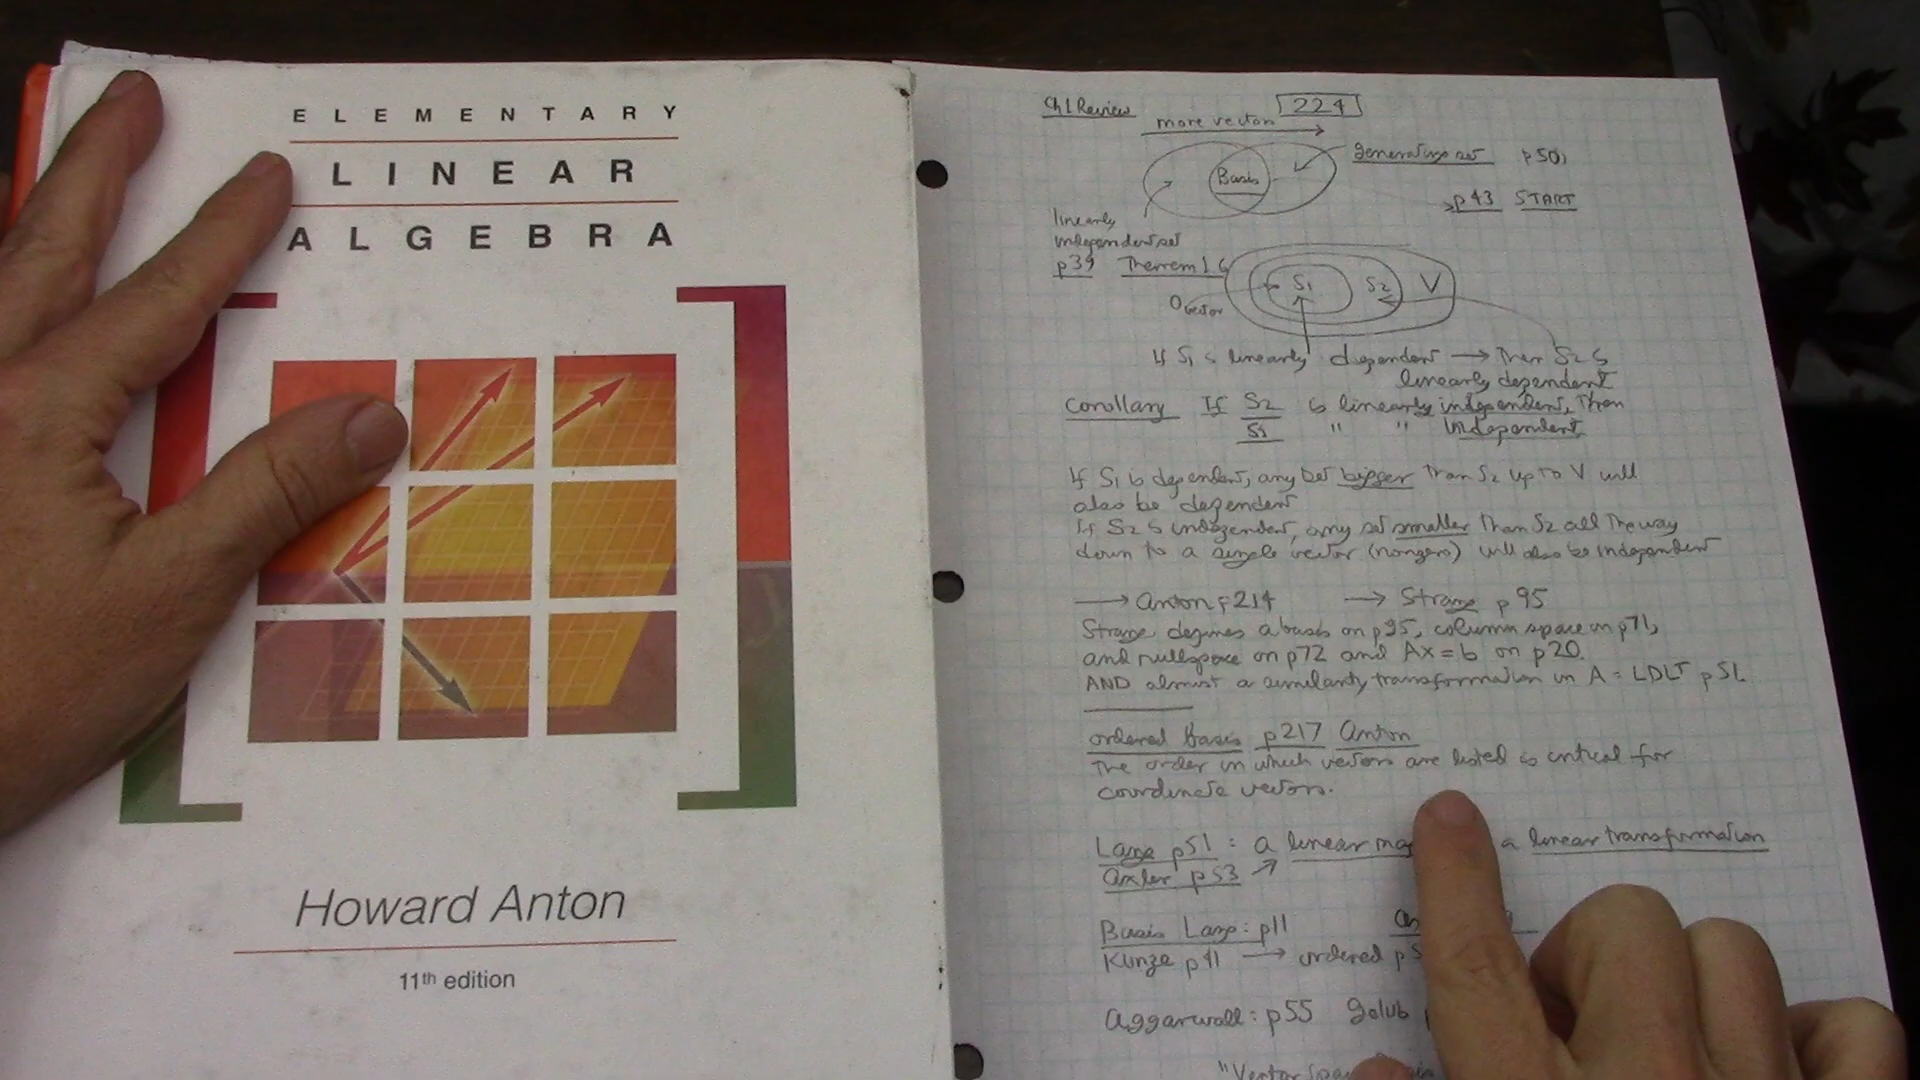 ELEMENTARY
LINEAR
ALGEBRA
Howard Anton
11th edition
Ch 1 Review
224
more vectors
generating set p50,
Basis
p43 START
linearly
independent set
p39 Theorem 1.6
S1 S2 V
0 vector
If S1 is linearly dependent → Then S2 is
linearly dependent
Corollary If S2 is linearly independent, Then
S1 " " independent
If S1 is dependent, any set bigger than S2 up to V will
also be dependent
If S2 is independent, any set smaller Than S2 all The way
down to a single vector (nonzero) will also be independent
→ Anton p214 → Strang p95
Strang defines a basis on p95, column space on p71,
and nullspace on p72 and Ax=b on p20.
AND almost a similarity transformation in A = LDLT p51.
ordered Basis p217 Anton
The order in which vectors are listed is critical for
coordinate vectors.
Lang p51 : a linear a linear transformation
Axler p53
Basis Lang: p11
Kunze p41 → ordered
Aggarwall: p55 Golub
"Vector